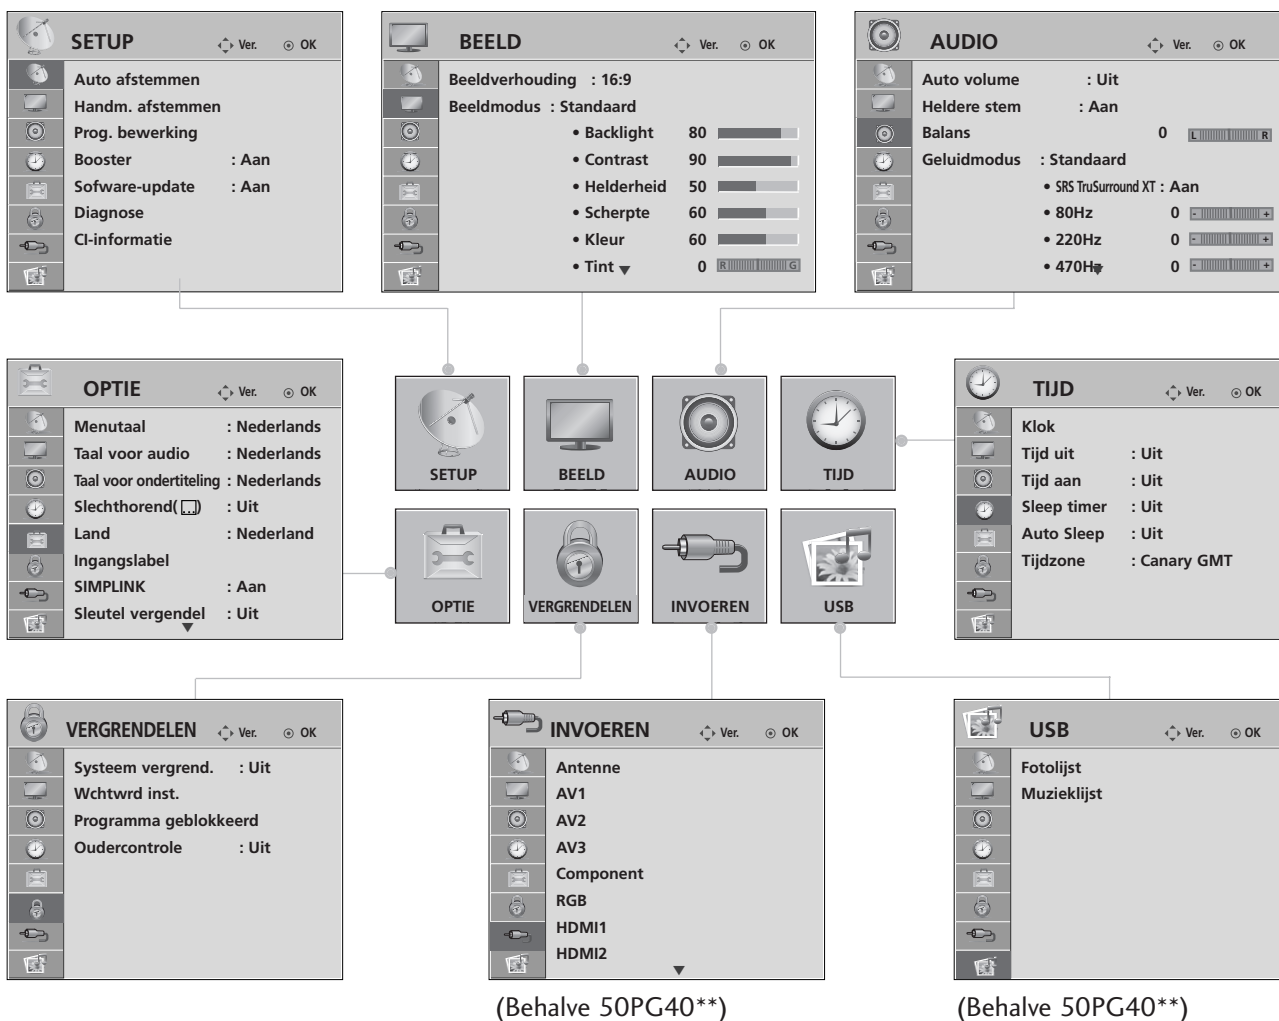 SETUP Ver. OK
Auto afstemmen
Handm. afstemmen
Prog. bewerking
Booster : Aan
Sofware-update : Aan
Diagnose
CI-informatie
BEELD Ver. OK
Beeldverhouding : 16:9
Beeldmodus : Standaard
• Backlight 80
• Contrast 90
• Helderheid 50
• Scherpte 60
• Kleur 60
• Tint 0 R G
AUDIO Ver. OK
Auto volume : Uit
Heldere stem : Aan
Balans 0 L R
Geluidmodus : Standaard
• SRS TruSurround XT : Aan
• 80Hz 0 - +
• 220Hz 0 - +
• 470Hz 0 - +
OPTIE Ver. OK
Menutaal : Nederlands
Taal voor audio : Nederlands
Taal voor ondertiteling : Nederlands
Slechthorend( ) : Uit
Land : Nederland
Ingangslabel
SIMPLINK : Aan
Sleutel vergendel : Uit
SETUP
BEELD
AUDIO
TIJD
OPTIE
VERGRENDELEN
INVOEREN
USB
TIJD Ver. OK
Klok
Tijd uit : Uit
Tijd aan : Uit
Sleep timer : Uit
Auto Sleep : Uit
Tijdzone : Canary GMT
VERGRENDELEN Ver. OK
Systeem vergrend. : Uit
Wchtwrd inst.
Programma geblokkeerd
Oudercontrole : Uit
INVOEREN Ver. OK
Antenne
AV1
AV2
AV3
Component
RGB
HDMI1
HDMI2
(Behalve 50PG40**)
USB Ver. OK
Fotolijst
Muzieklijst
(Behalve 50PG40**)